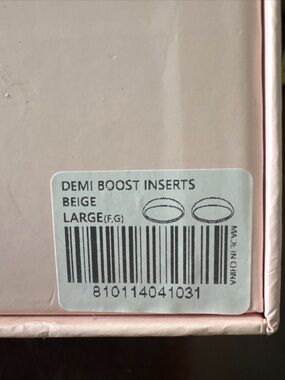 DEMI BOOST INSERTS
BEIGE
LARGE(F,G)
MADE IN CHINA
810114041031